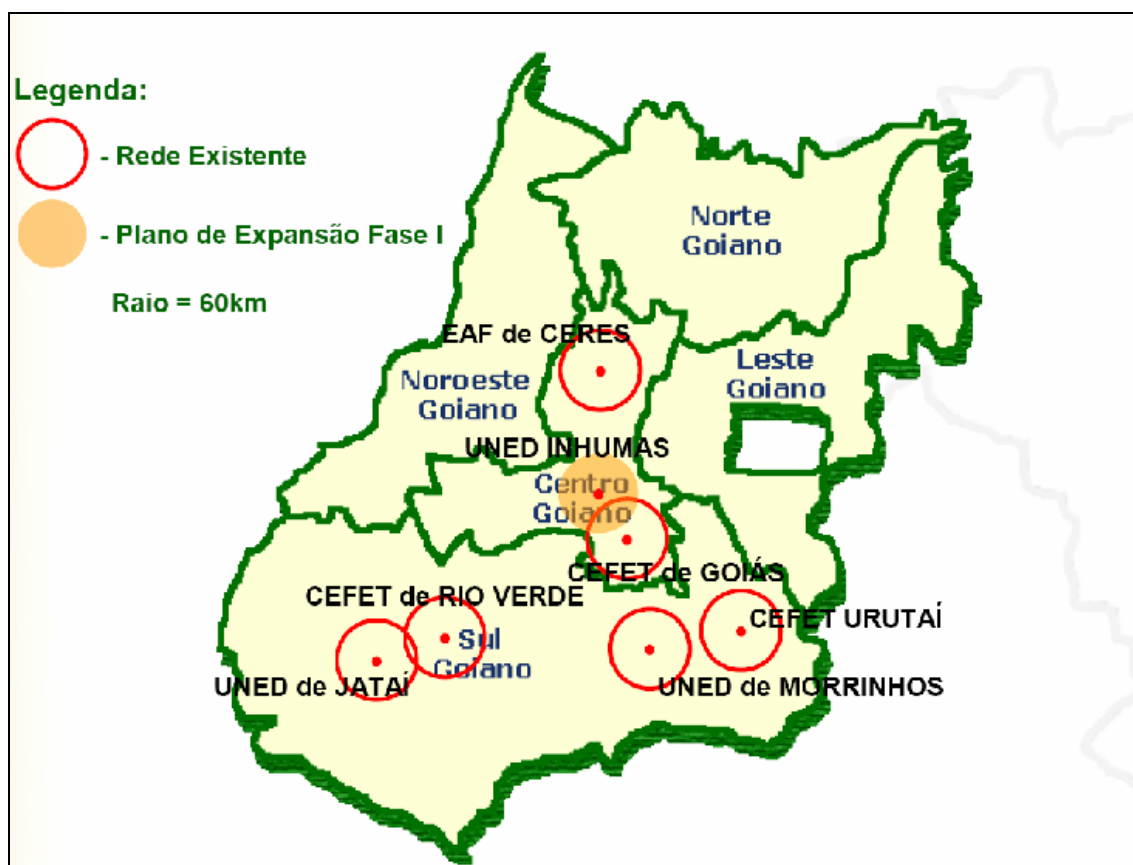 Legenda:
- Rede Existente
- Plano de Expansão Fase I
Raio = 60km
Norte
Goiano
EAF de CERES
Noroeste
Goiano
Leste
Goiano
UNED INHUMAS
Centro
Goiano
CEFET de GOIÁS
CEFET de RIO VERDE
CEFET URUTAÍ
Sul
Goiano
UNED de JATAÍ
UNED de MORRINHOS